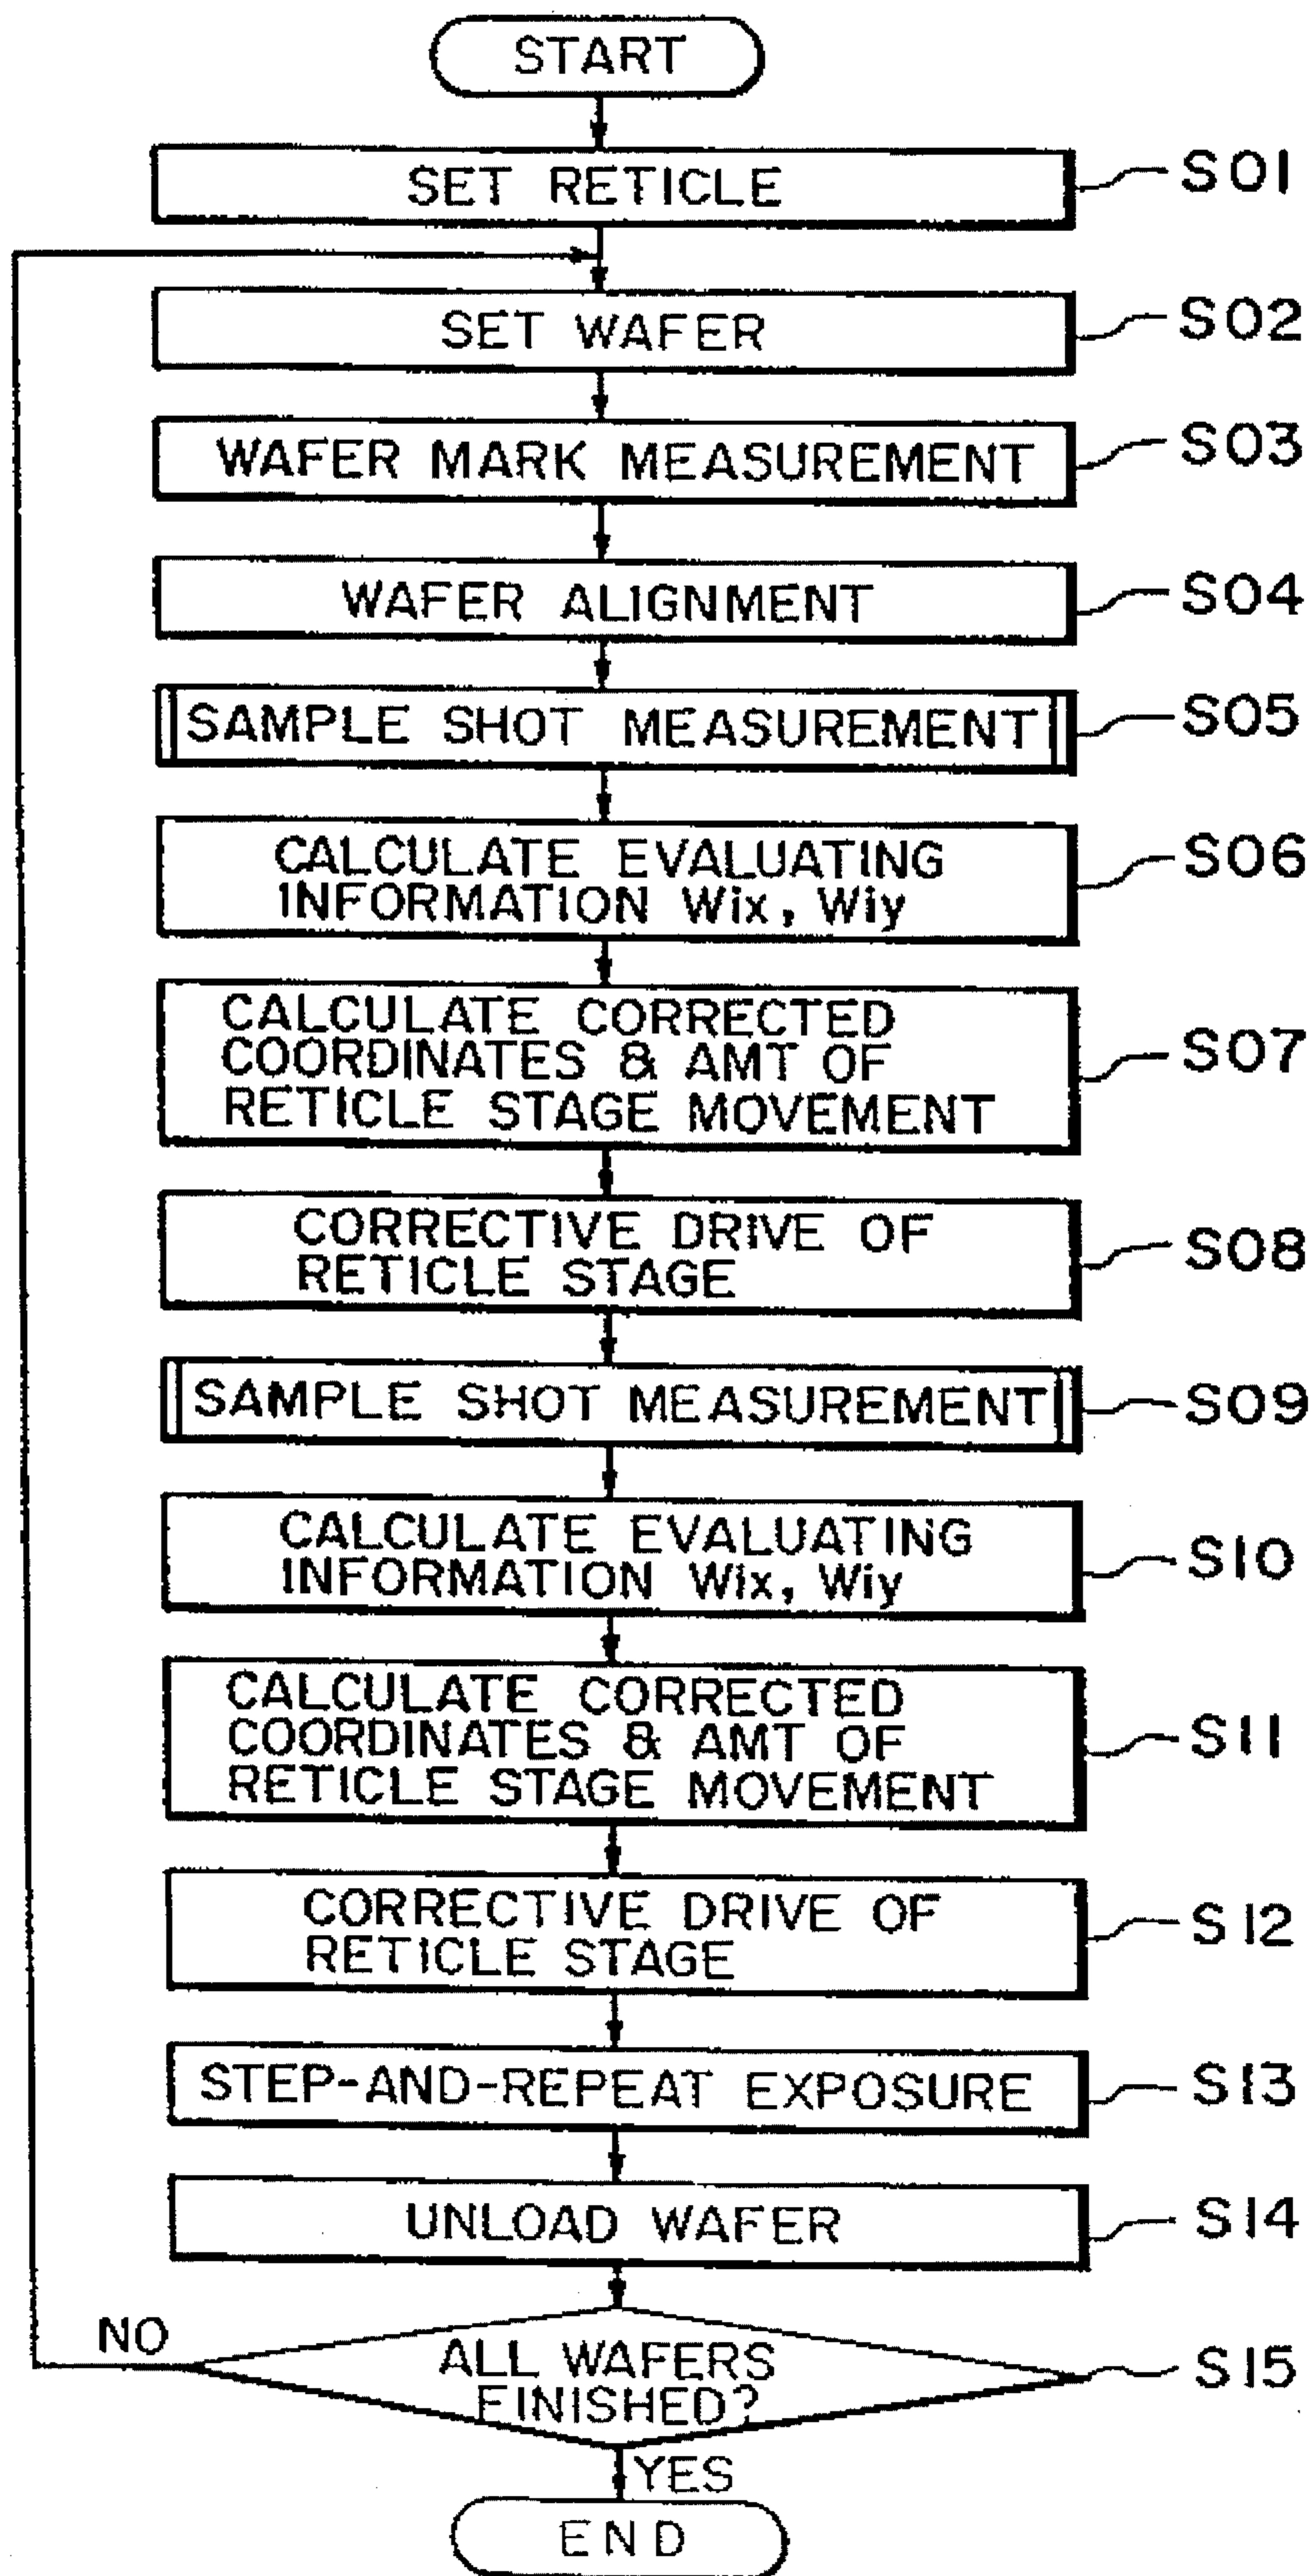 START
SET RETICLE
S01
SET WAFER
S02
WAFER MARK MEASUREMENT
S03
WAFER ALIGNMENT
S04
SAMPLE SHOT MEASUREMENT
S05
CALCULATE EVALUATING
INFORMATION Wix, Wiy
S06
CALCULATE CORRECTED
COORDINATES & AMT OF
RETICLE STAGE MOVEMENT
S07
CORRECTIVE DRIVE OF
RETICLE STAGE
S08
SAMPLE SHOT MEASUREMENT
S09
CALCULATE EVALUATING
INFORMATION Wix, Wiy
S10
CALCULATE CORRECTED
COORDINATES & AMT OF
RETICLE STAGE MOVEMENT
S11
CORRECTIVE DRIVE OF
RETICLE STAGE
S12
STEP-AND-REPEAT EXPOSURE
S13
UNLOAD WAFER
S14
NO
ALL WAFERS
FINISHED?
S15
YES
END